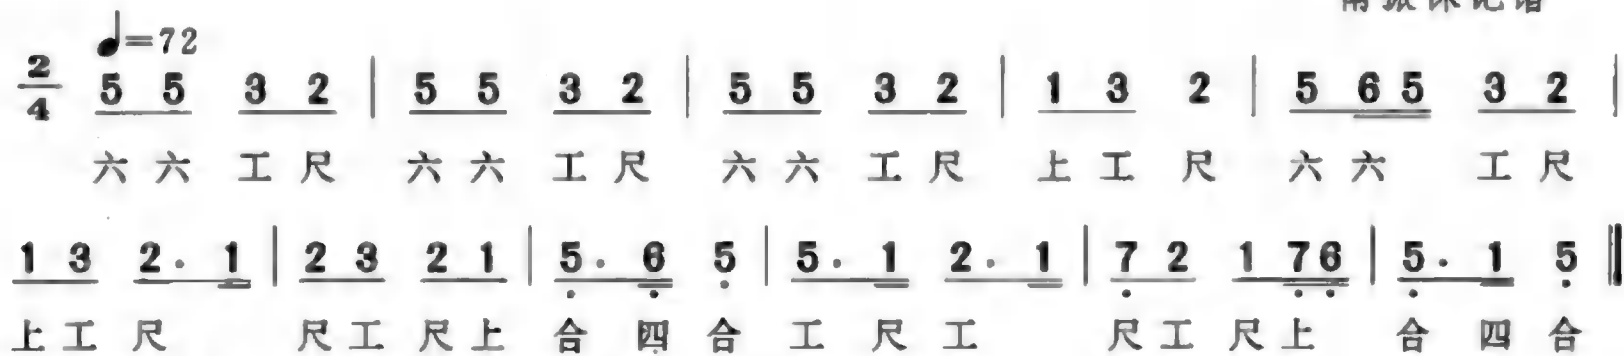 ♩=72
2/4 5 5 3 2 | 5 5 3 2 | 5 5 3 2 | 1 3 2 | 5 6 5 3 2 |
六 六 工 尺 六 六 工 尺 六 六 工 尺 上 工 尺 六 六 工 尺
1 3 2 . 1 | 2 3 2 1 | 5̣ . 6̣ 5̣ | 5 . 1 2 . 1 | 7̣ 2 1 7̣ 6̣ | 5̣ . 1 5̣ ‖
上 工 尺 尺 工 尺 上 合 四 合 工 尺 工 尺 工 尺 上 合 四 合